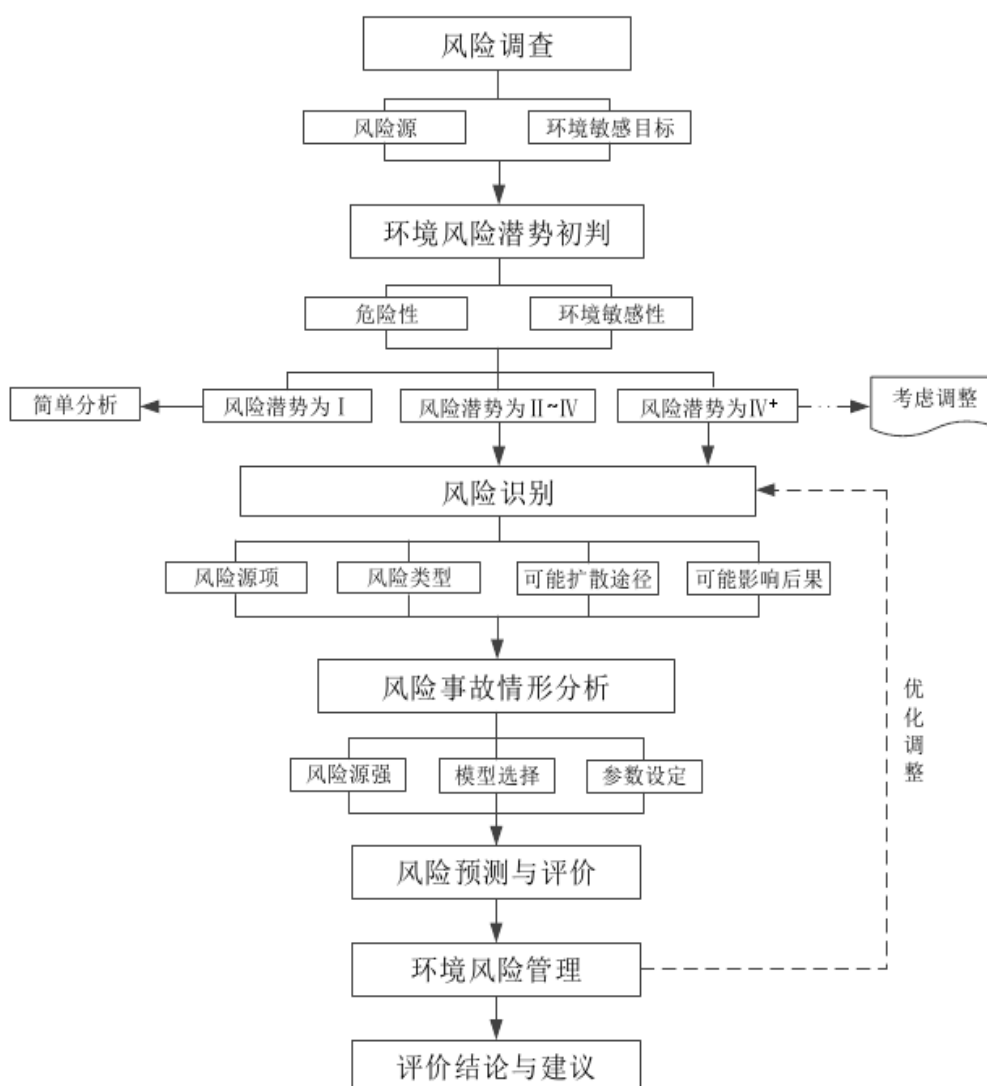 风险调查
风险源
环境敏感目标
环境风险潜势初判
危险性
环境敏感性
简单分析
风险潜势为Ⅰ
风险潜势为Ⅱ~Ⅳ
风险潜势为Ⅳ⁺
考虑调整
风险识别
风险源项
风险类型
可能扩散途径
可能影响后果
风险事故情形分析
优化调整
风险源强
模型选择
参数设定
风险预测与评价
环境风险管理
评价结论与建议